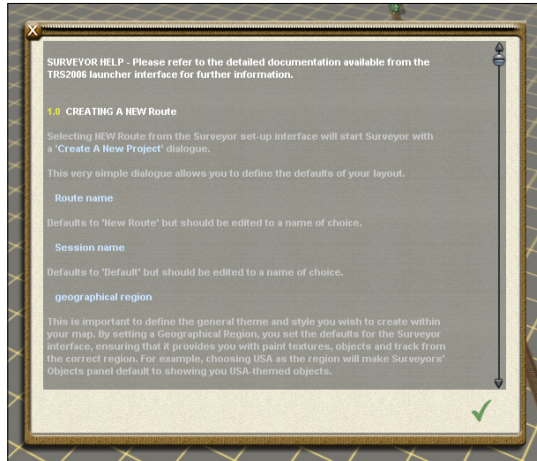 X
SURVEYOR HELP - Please refer to the detailed documentation available from the
TRS2006 launcher interface for further information.
1.0 CREATING A NEW Route
Selecting NEW Route from the Surveyor set-up interface will start Surveyor with
a 'Create A New Project' dialogue.
This very simple dialogue allows you to define the defaults of your layout.
Route name
Defaults to 'New Route' but should be edited to a name of choice.
Session name
Defaults to 'Default' but should be edited to a name of choice.
geographical region
This is important to define the general theme and style you wish to create within
your map. By setting a Geographical Region, you set the defaults for the Surveyor
interface, ensuring that it provides you with paint textures, objects and track from
the correct region. For example, choosing USA as the region will make Surveyors'
Objects panel default to showing you USA-themed objects.